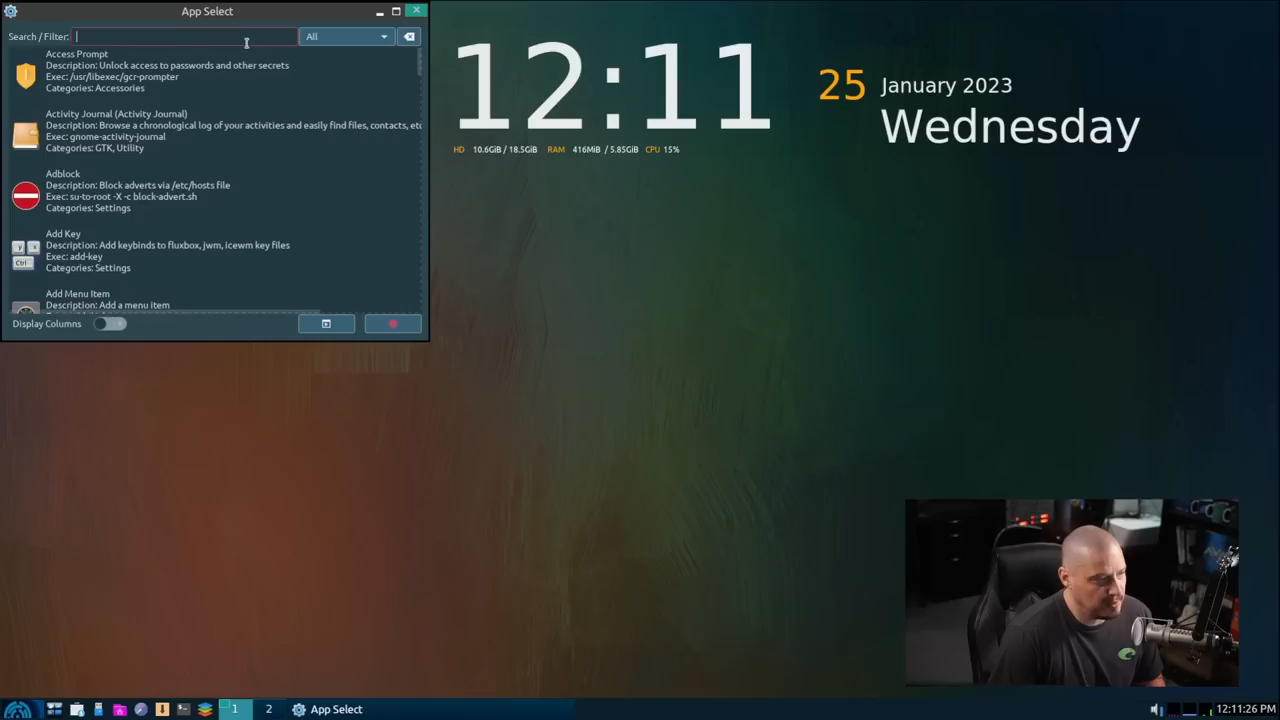 App Select
Search / Filter:
All
Access Prompt
Description: Unlock access to passwords and other secrets
Exec: /usr/libexec/gcr-prompter
Categories: Accessories
Activity Journal (Activity Journal)
Description: Browse a chronological log of your activities and easily find files, contacts, etc
Exec: gnome-activity-journal
Categories: GTK, Utility
Adblock
Description: Block adverts via /etc/hosts file
Exec: su-to-root -X -c block-advert.sh
Categories: Settings
Add Key
Description: Add keybinds to fluxbox, jwm, icewm key files
Exec: add-key
Categories: Settings
Ctrl
Add Menu Item
Description: Add a menu item
Display Columns
12:11
25
January 2023
Wednesday
HD 10.6GiB / 18.5GiB RAM 416MiB / 5.85GiB CPU 15%
1
2
App Select
12:11:26 PM